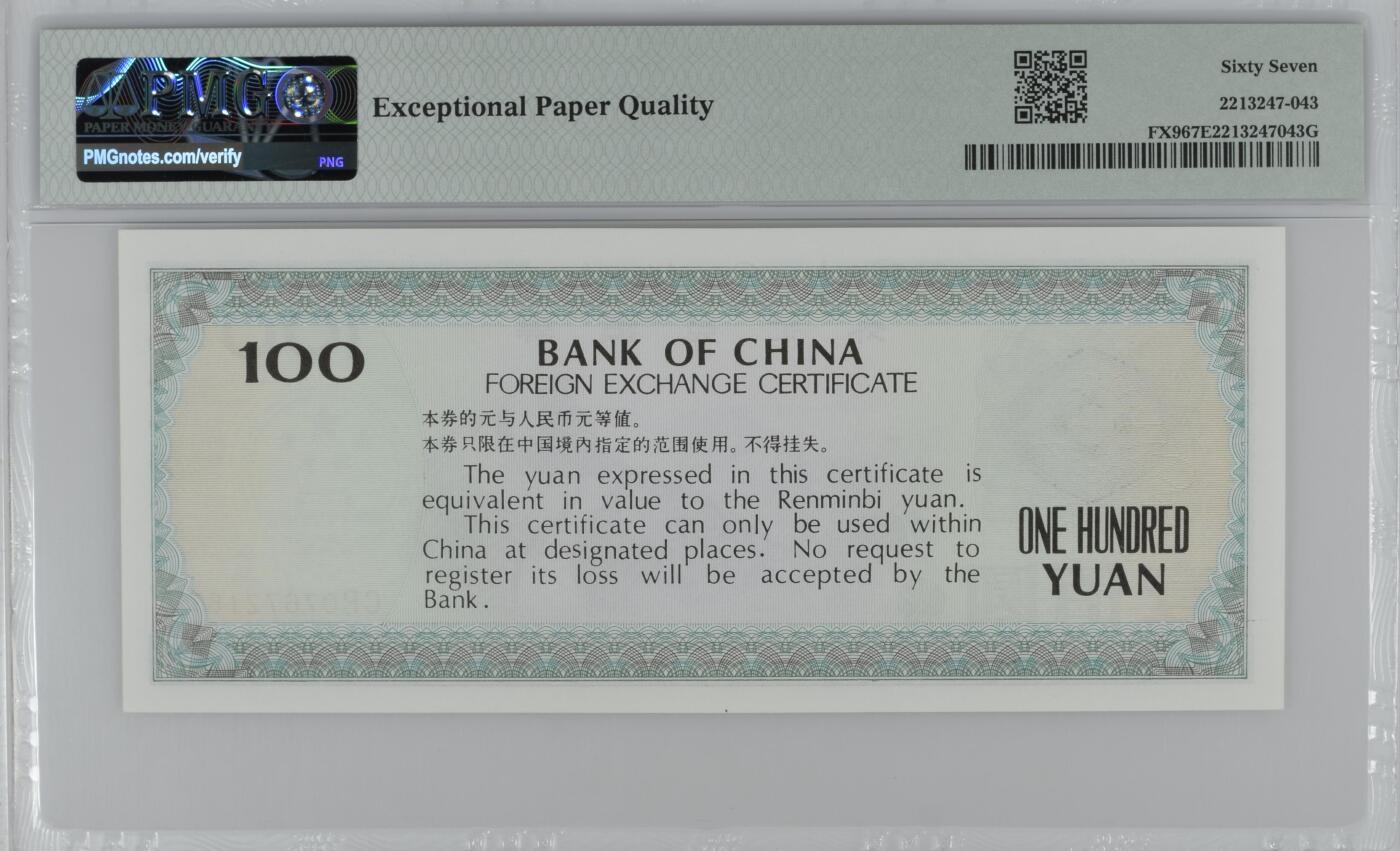 PMG
PAPER MONEY GUARANTY
PMGnotes.com/verify
PNG
Exceptional Paper Quality
Sixty Seven
2213247-043
FX967E2213247043G
100
BANK OF CHINA
FOREIGN EXCHANGE CERTIFICATE
本券的元与人民币元等值。
本券只限在中国境内指定的范围使用。不得挂失。
The yuan expressed in this certificate is
equivalent in value to the Renminbi yuan.
This certificate can only be used within
China at designated places. No request to
register its loss will be accepted by the
Bank.
ONE HUNDRED
YUAN